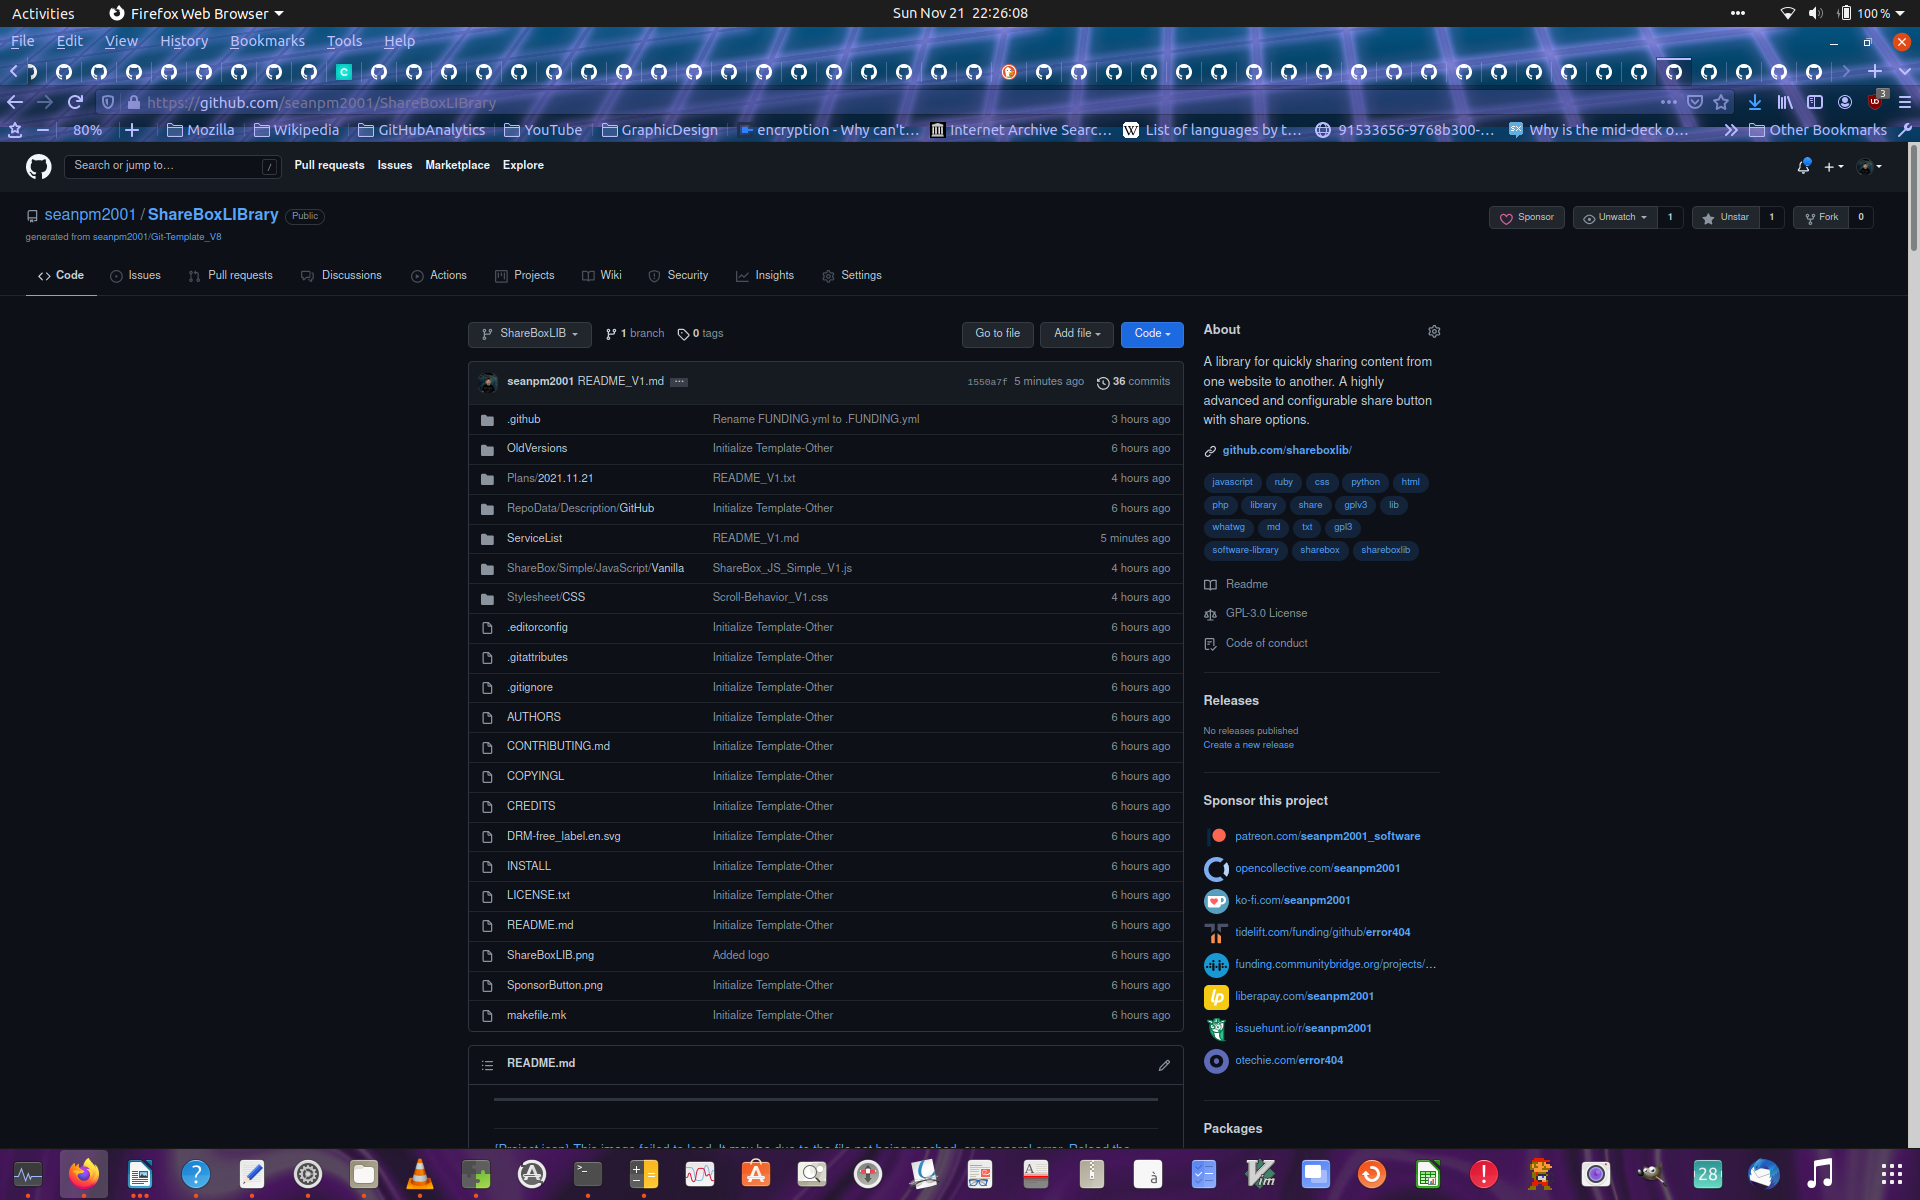 Activities Firefox Web Browser Sun Nov 21 22:26:08 100 %
File Edit View History Bookmarks Tools Help
https://github.com/seanpm2001/ShareBoxLIBrary 3
80% Mozilla Wikipedia GitHubAnalytics YouTube GraphicDesign encryption - Why can't… Internet Archive Searc… List of languages by t… 91533656-9768b300-… Why is the mid-deck o… Other Bookmarks
Search or jump to… / Pull requests Issues Marketplace Explore
seanpm2001 / ShareBoxLIBrary Public Sponsor Unwatch 1 Unstar 1 Fork 0
generated from seanpm2001/Git-Template_V8
Code Issues Pull requests Discussions Actions Projects Wiki Security Insights Settings
ShareBoxLIB 1 branch 0 tags Go to file Add file Code
seanpm2001 README_V1.md 1550a7f 5 minutes ago 36 commits
.github Rename FUNDING.yml to .FUNDING.yml 3 hours ago
OldVersions Initialize Template-Other 6 hours ago
Plans/2021.11.21 README_V1.txt 4 hours ago
RepoData/Description/GitHub Initialize Template-Other 6 hours ago
ServiceList README_V1.md 5 minutes ago
ShareBox/Simple/JavaScript/Vanilla ShareBox_JS_Simple_V1.js 4 hours ago
Stylesheet/CSS Scroll-Behavior_V1.css 4 hours ago
.editorconfig Initialize Template-Other 6 hours ago
.gitattributes Initialize Template-Other 6 hours ago
.gitignore Initialize Template-Other 6 hours ago
AUTHORS Initialize Template-Other 6 hours ago
CONTRIBUTING.md Initialize Template-Other 6 hours ago
COPYINGL Initialize Template-Other 6 hours ago
CREDITS Initialize Template-Other 6 hours ago
DRM-free_label.en.svg Initialize Template-Other 6 hours ago
INSTALL Initialize Template-Other 6 hours ago
LICENSE.txt Initialize Template-Other 6 hours ago
README.md Initialize Template-Other 6 hours ago
ShareBoxLIB.png Added logo 6 hours ago
SponsorButton.png Initialize Template-Other 6 hours ago
makefile.mk Initialize Template-Other 6 hours ago
README.md
About
A library for quickly sharing content from
one website to another. A highly
advanced and configurable share button
with share options.
github.com/shareboxlib/
javascript ruby css python html
php library share gplv3 lib
whatwg md txt gpl3
software-library sharebox shareboxlib
Readme
GPL-3.0 License
Code of conduct
Releases
No releases published
Create a new release
Sponsor this project
patreon.com/seanpm2001_software
opencollective.com/seanpm2001
ko-fi.com/seanpm2001
tidelift.com/funding/github/error404
funding.communitybridge.org/projects/…
liberapay.com/seanpm2001
issuehunt.io/r/seanpm2001
otechie.com/error404
Packages
28